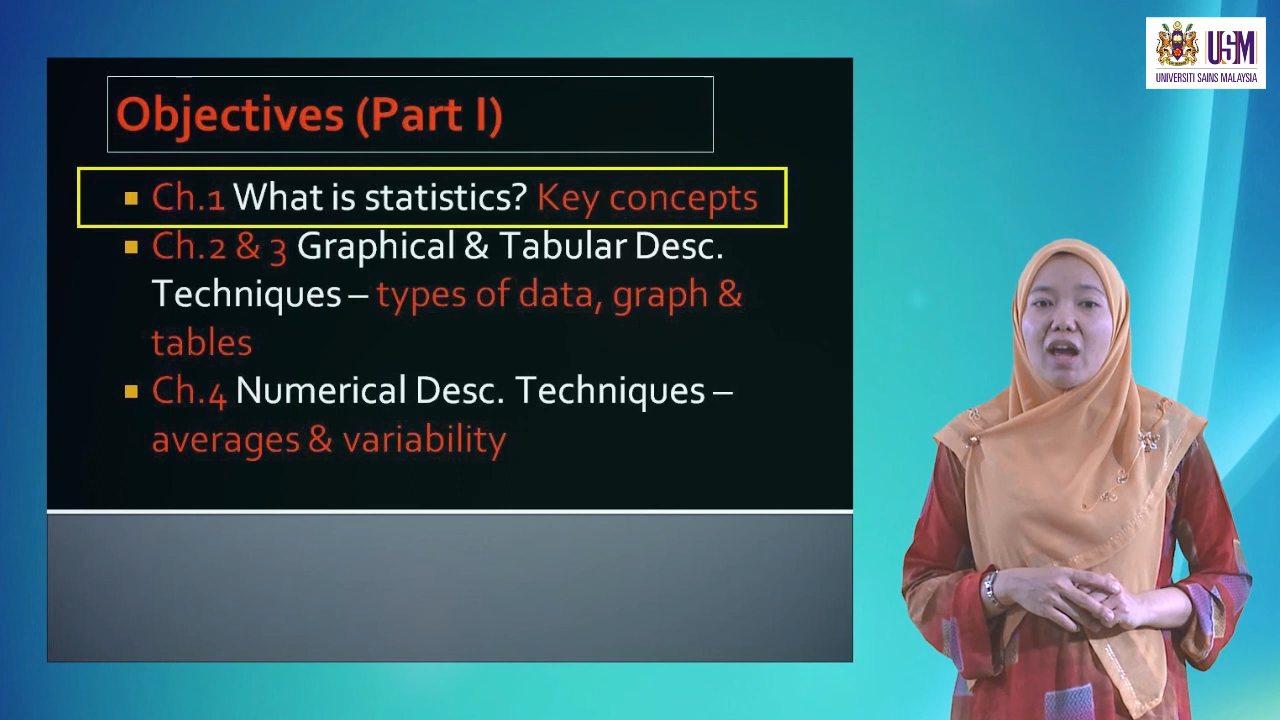 USM
UNIVERSITI SAINS MALAYSIA
Objectives (Part I)
Ch.1 What is statistics? Key concepts
Ch.2 & 3 Graphical & Tabular Desc.
Techniques – types of data, graph &
tables
Ch.4 Numerical Desc. Techniques –
averages & variability